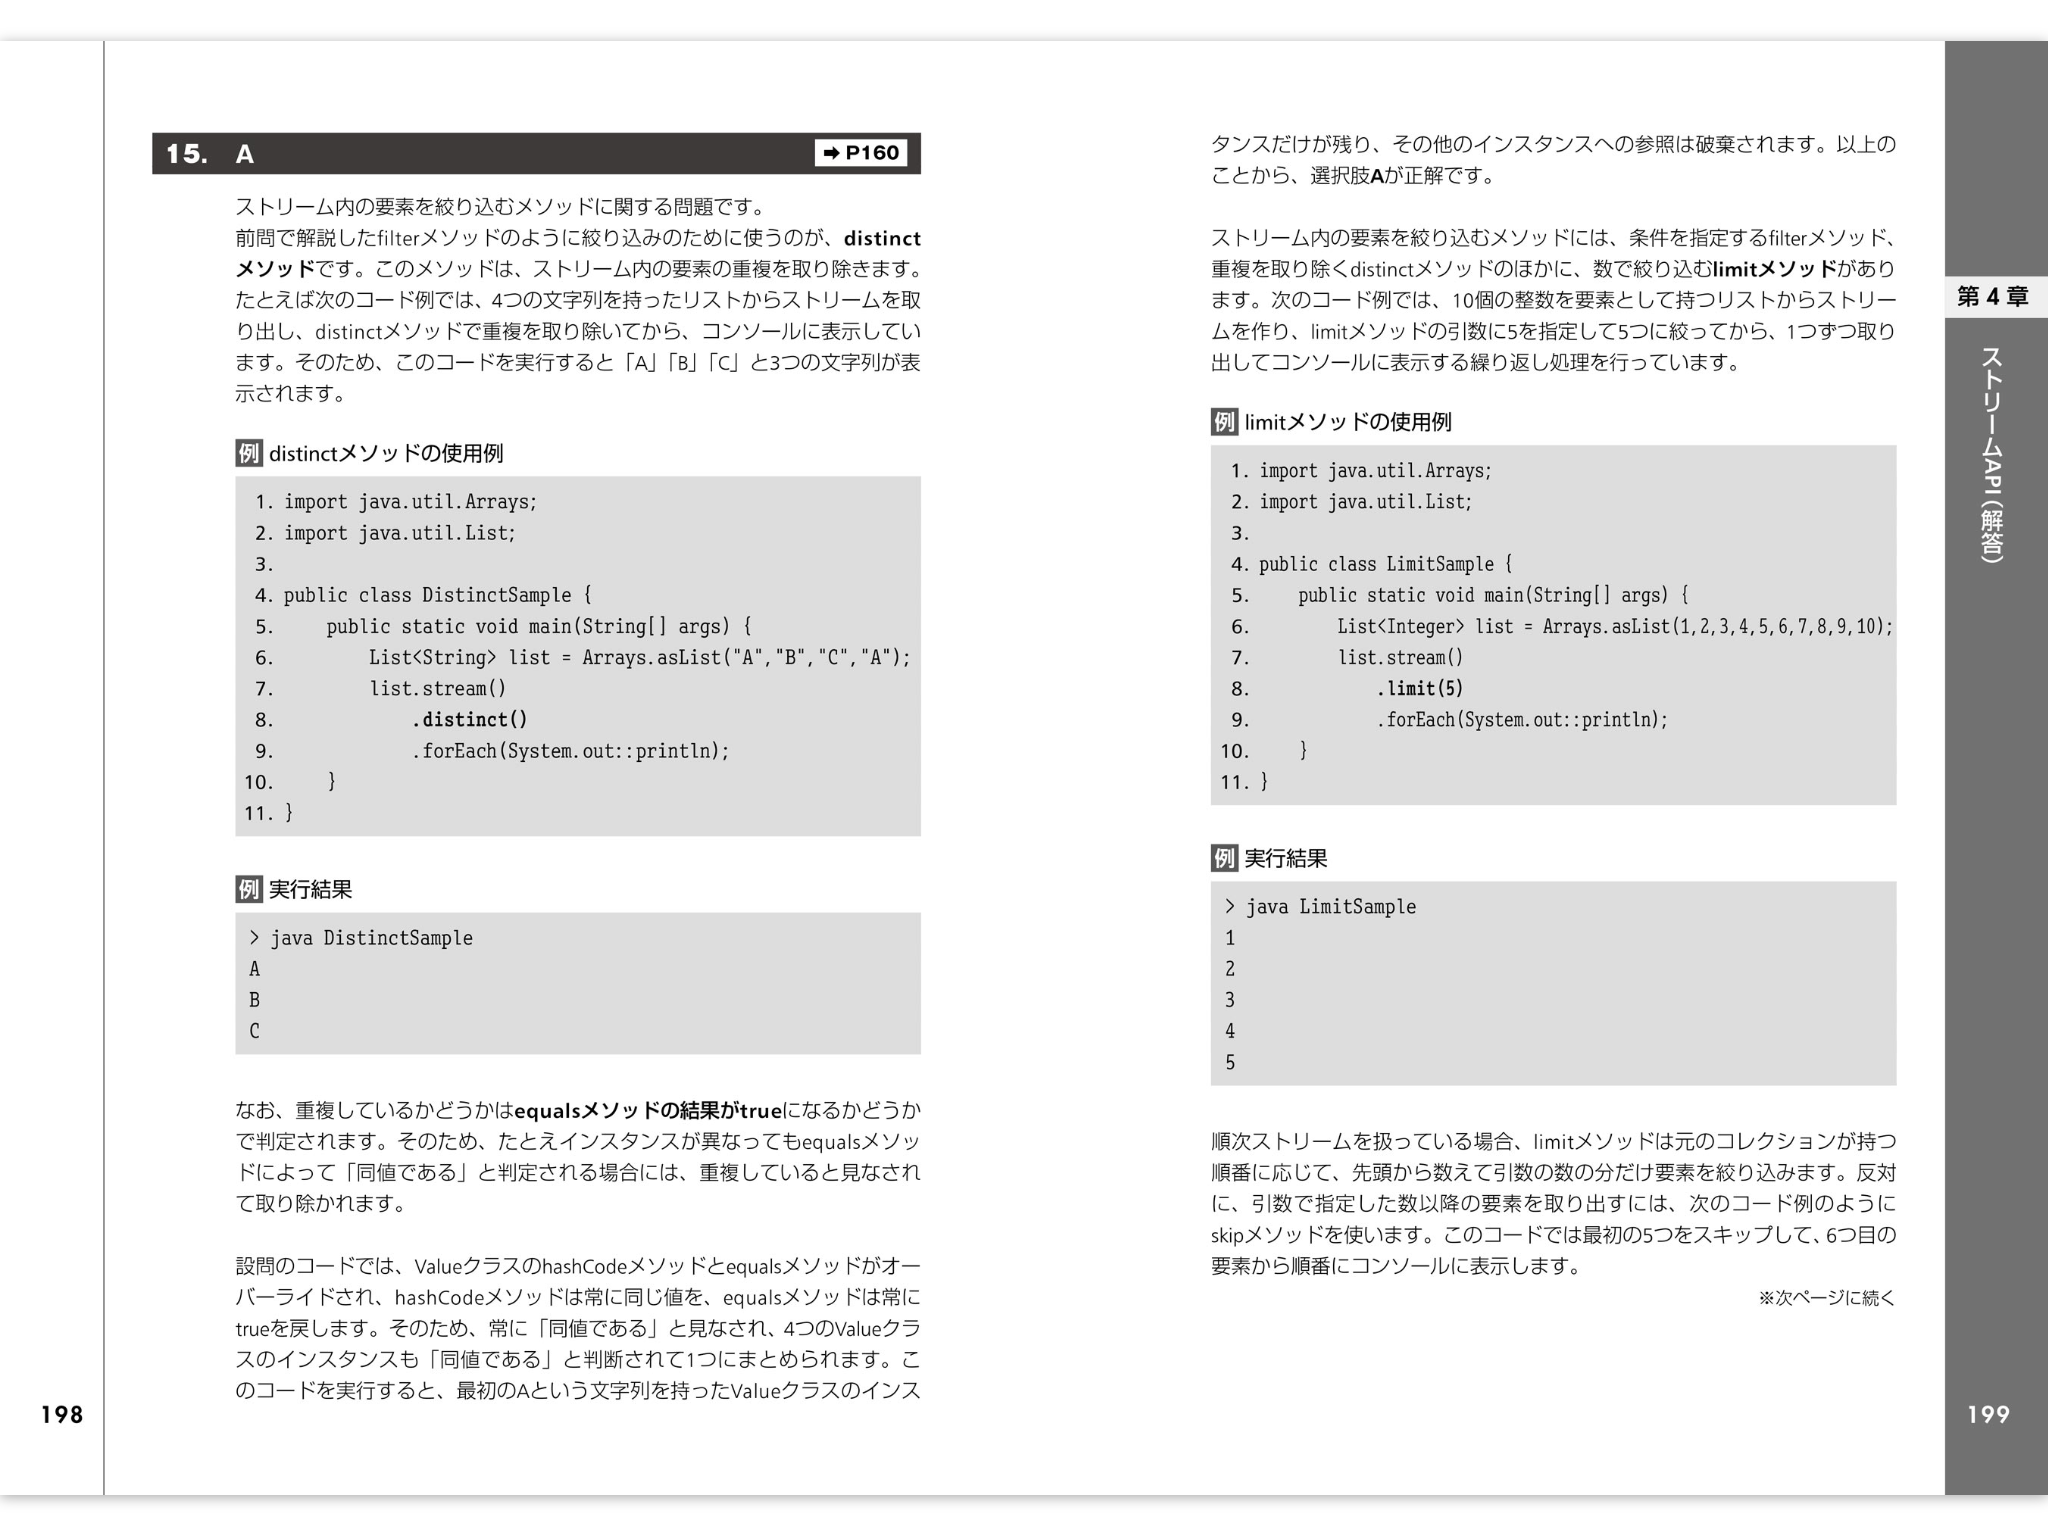 15. A
➡ P160
ストリーム内の要素を絞り込むメソッドに関する問題です。
前問で解説したfilterメソッドのように絞り込みのために使うのが、distinct
メソッドです。このメソッドは、ストリーム内の要素の重複を取り除きます。
たとえば次のコード例では、4つの文字列を持ったリストからストリームを取
り出し、distinctメソッドで重複を取り除いてから、コンソールに表示してい
ます。そのため、このコードを実行すると「A」「B」「C」と3つの文字列が表
示されます。
例 distinctメソッドの使用例
1. import java.util.Arrays;
2. import java.util.List;
3.
4. public class DistinctSample {
5.     public static void main(String[] args) {
6.         List<String> list = Arrays.asList("A","B","C","A");
7.         list.stream()
8.             .distinct()
9.             .forEach(System.out::println);
10.     }
11. }
例 実行結果
> java DistinctSample
A
B
C
なお、重複しているかどうかはequalsメソッドの結果がtrueになるかどうか
で判定されます。そのため、たとえインスタンスが異なってもequalsメソッ
ドによって「同値である」と判定される場合には、重複していると見なされ
て取り除かれます。
設問のコードでは、ValueクラスのhashCodeメソッドとequalsメソッドがオー
バーライドされ、hashCodeメソッドは常に同じ値を、equalsメソッドは常に
trueを戻します。そのため、常に「同値である」と見なされ、4つのValueクラ
スのインスタンスも「同値である」と判断されて1つにまとめられます。こ
のコードを実行すると、最初のAという文字列を持ったValueクラスのインス
198
タンスだけが残り、その他のインスタンスへの参照は破棄されます。以上の
ことから、選択肢Aが正解です。
ストリーム内の要素を絞り込むメソッドには、条件を指定するfilterメソッド、
重複を取り除くdistinctメソッドのほかに、数で絞り込むlimitメソッドがあり
ます。次のコード例では、10個の整数を要素として持つリストからストリー
ムを作り、limitメソッドの引数に5を指定して5つに絞ってから、1つずつ取り
出してコンソールに表示する繰り返し処理を行っています。
例 limitメソッドの使用例
1. import java.util.Arrays;
2. import java.util.List;
3.
4. public class LimitSample {
5.     public static void main(String[] args) {
6.         List<Integer> list = Arrays.asList(1,2,3,4,5,6,7,8,9,10);
7.         list.stream()
8.             .limit(5)
9.             .forEach(System.out::println);
10.     }
11. }
例 実行結果
> java LimitSample
1
2
3
4
5
順次ストリームを扱っている場合、limitメソッドは元のコレクションが持つ
順番に応じて、先頭から数えて引数の数の分だけ要素を絞り込みます。反対
に、引数で指定した数以降の要素を取り出すには、次のコード例のように
skipメソッドを使います。このコードでは最初の5つをスキップして、6つ目の
要素から順番にコンソールに表示します。
※次ページに続く
第4章
ストリームAPI（解答）
199